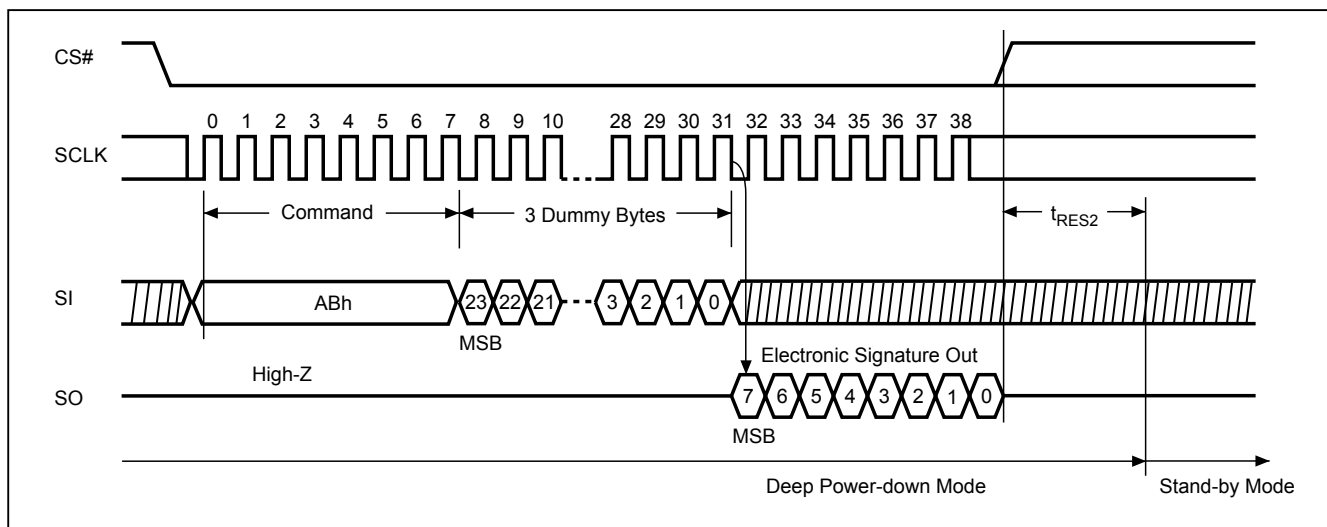 CS#
0 1 2 3 4 5 6 7 8 9 10 28 29 30 31 32 33 34 35 36 37 38
SCLK
Command 3 Dummy Bytes tRES2
SI ABh 23 22 21 3 2 1 0
MSB
Electronic Signature Out
High-Z
SO 7 6 5 4 3 2 1 0
MSB
Deep Power-down Mode Stand-by Mode